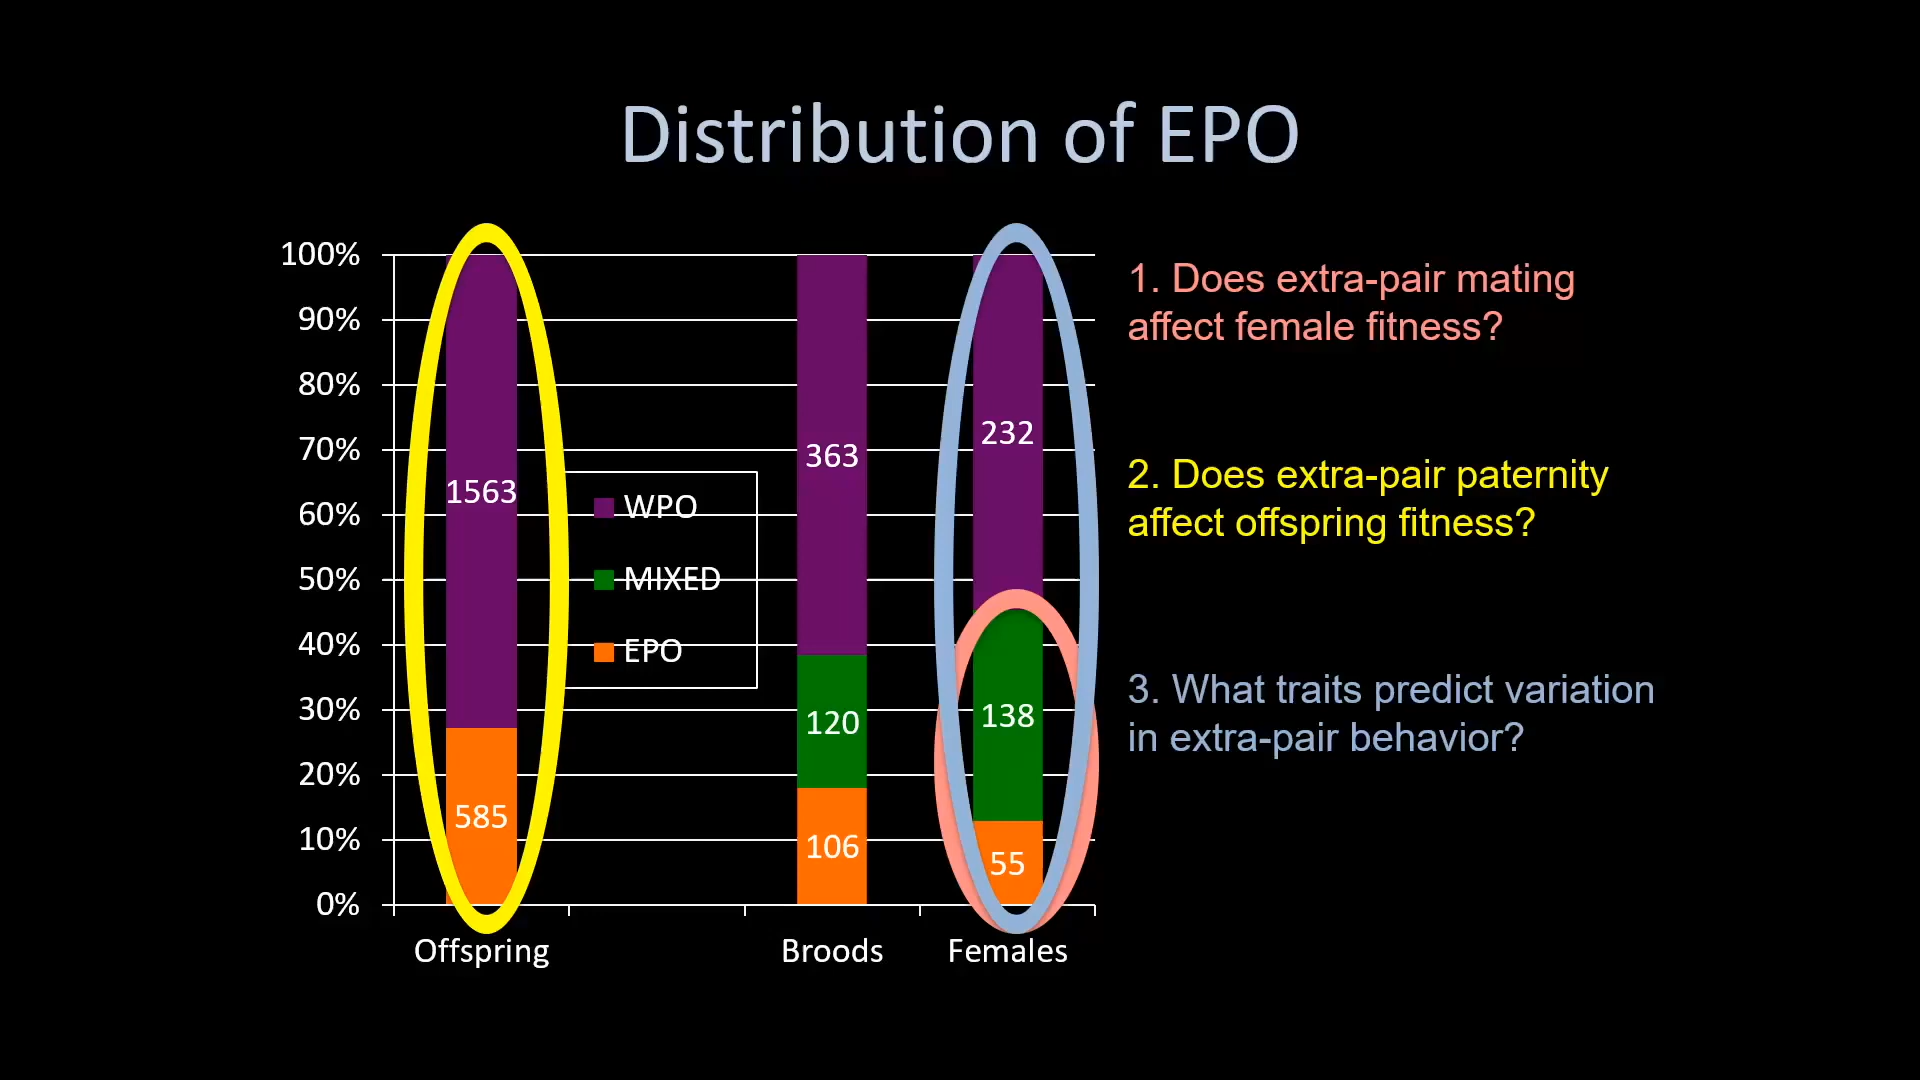 Distribution of EPO
100%
90%
80%
70%
60%
50%
40%
30%
20%
10%
0%
1563
585
WPO
MIXED
EPO
363
120
106
232
138
55
Offspring
Broods
Females
1. Does extra-pair mating
affect female fitness?
2. Does extra-pair paternity
affect offspring fitness?
3. What traits predict variation
in extra-pair behavior?